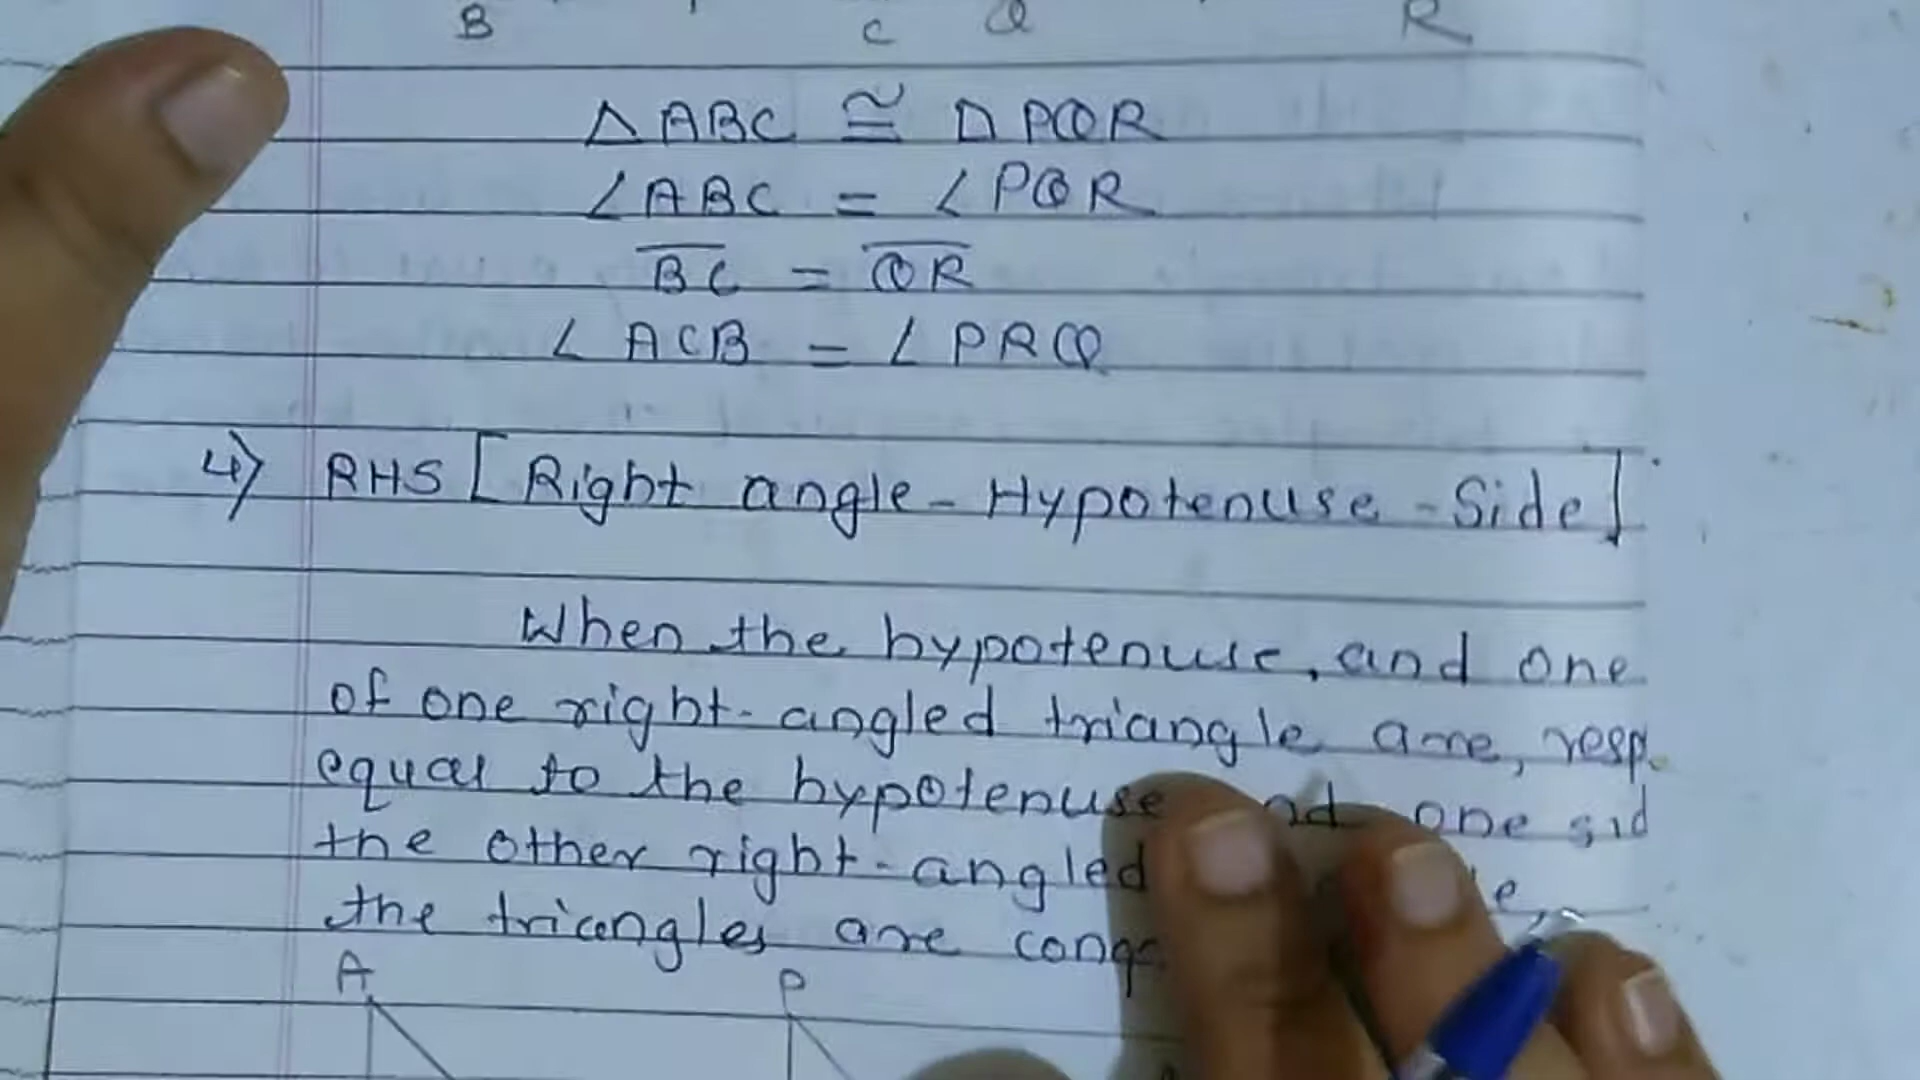 B C Q R
△ABC ≅ △PQR
∠ABC = ∠PQR
BC = QR
∠ACB = ∠PRQ
4) RHS [Right angle - Hypotenuse - Side]
When the hypotenuse, and one
of one right-angled triangle are, resp.
equal to the hypotenuse one sid
the other right-angled
the triangles are
A P